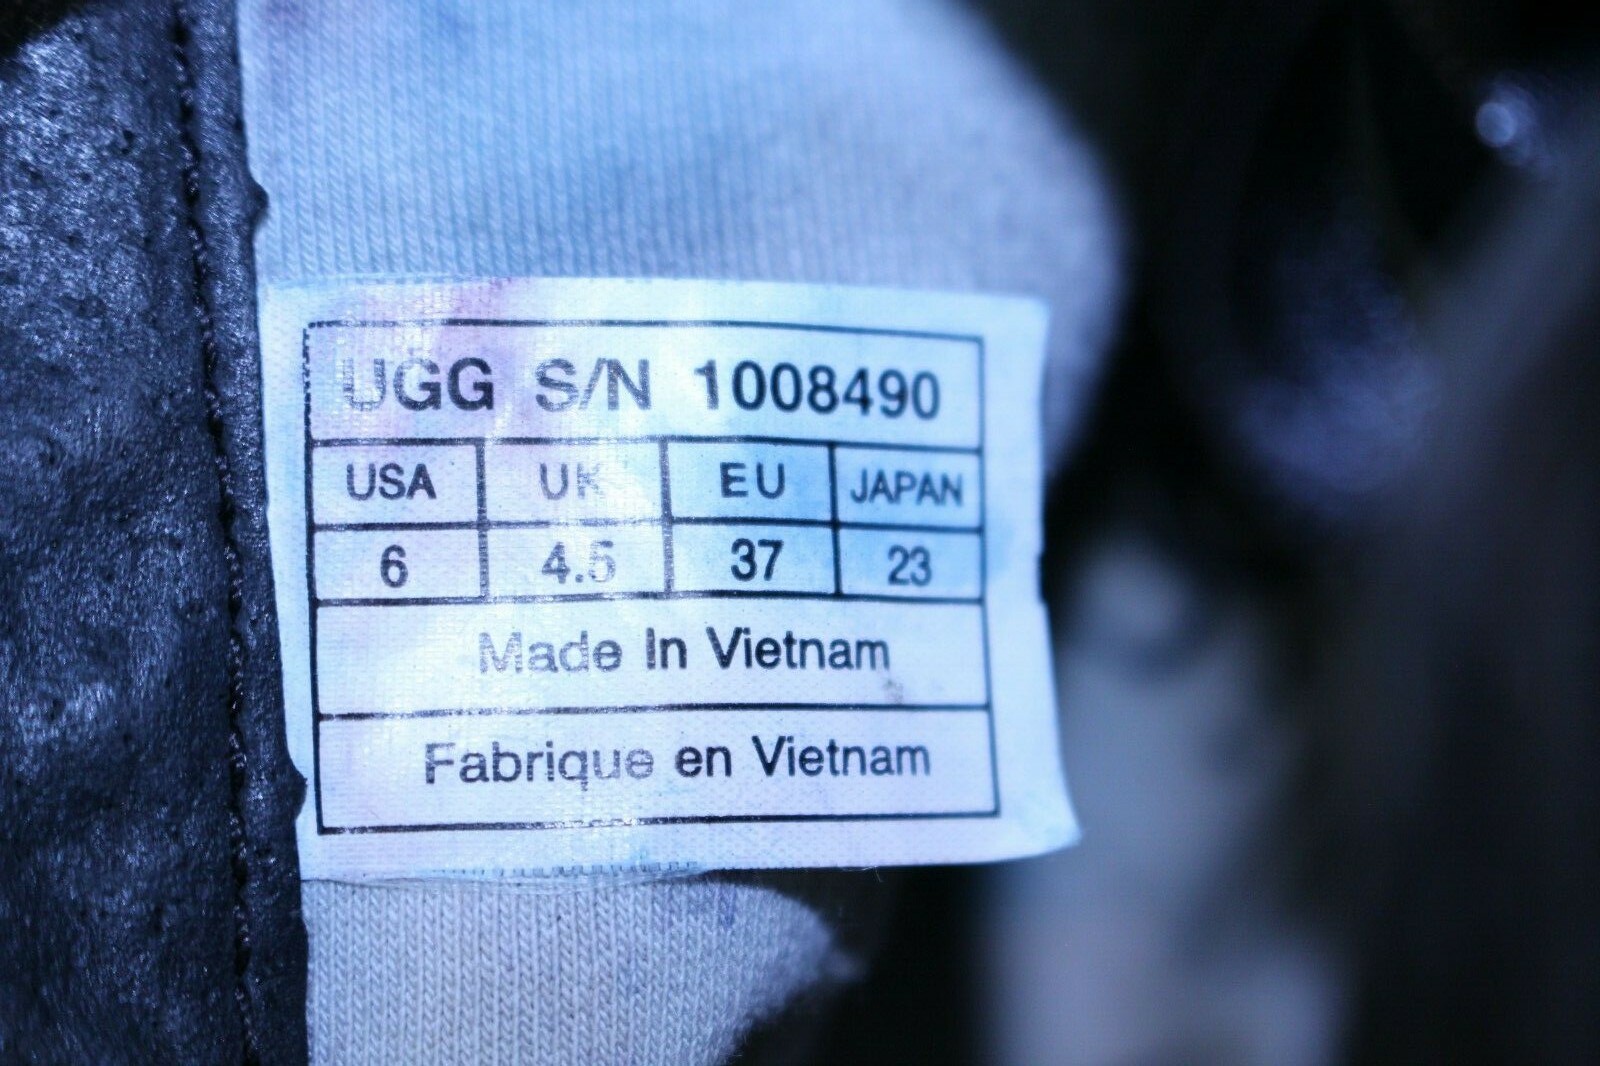 UGG S/N 1008490
USA UK EU JAPAN
6 4.5 37 23
Made In Vietnam
Fabrique en Vietnam